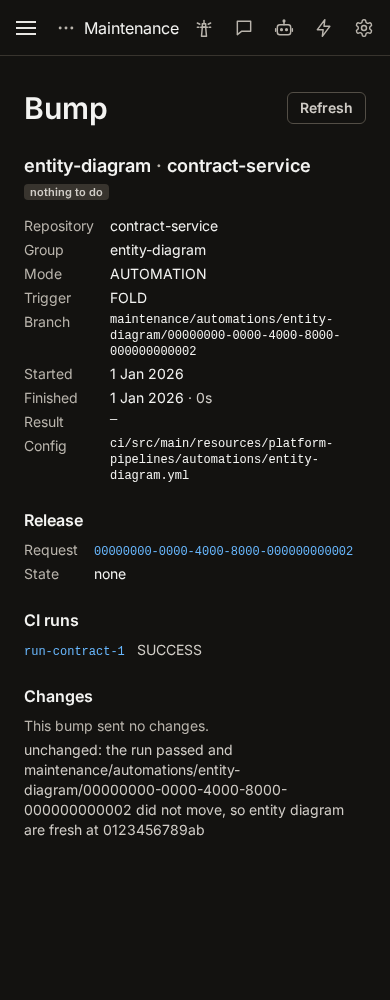 ··· Maintenance
Bump
Refresh
entity-diagram · contract-service
nothing to do
Repository contract-service
Group entity-diagram
Mode AUTOMATION
Trigger FOLD
Branch maintenance/automations/entity-
diagram/00000000-0000-4000-8000-
000000000002
Started 1 Jan 2026
Finished 1 Jan 2026 · 0s
Result —
Config ci/src/main/resources/platform-
pipelines/automations/entity-
diagram.yml
Release
Request 00000000-0000-4000-8000-000000000002
State none
CI runs
run-contract-1 SUCCESS
Changes
This bump sent no changes.
unchanged: the run passed and
maintenance/automations/entity-
diagram/00000000-0000-4000-8000-
000000000002 did not move, so entity diagram
are fresh at 0123456789ab